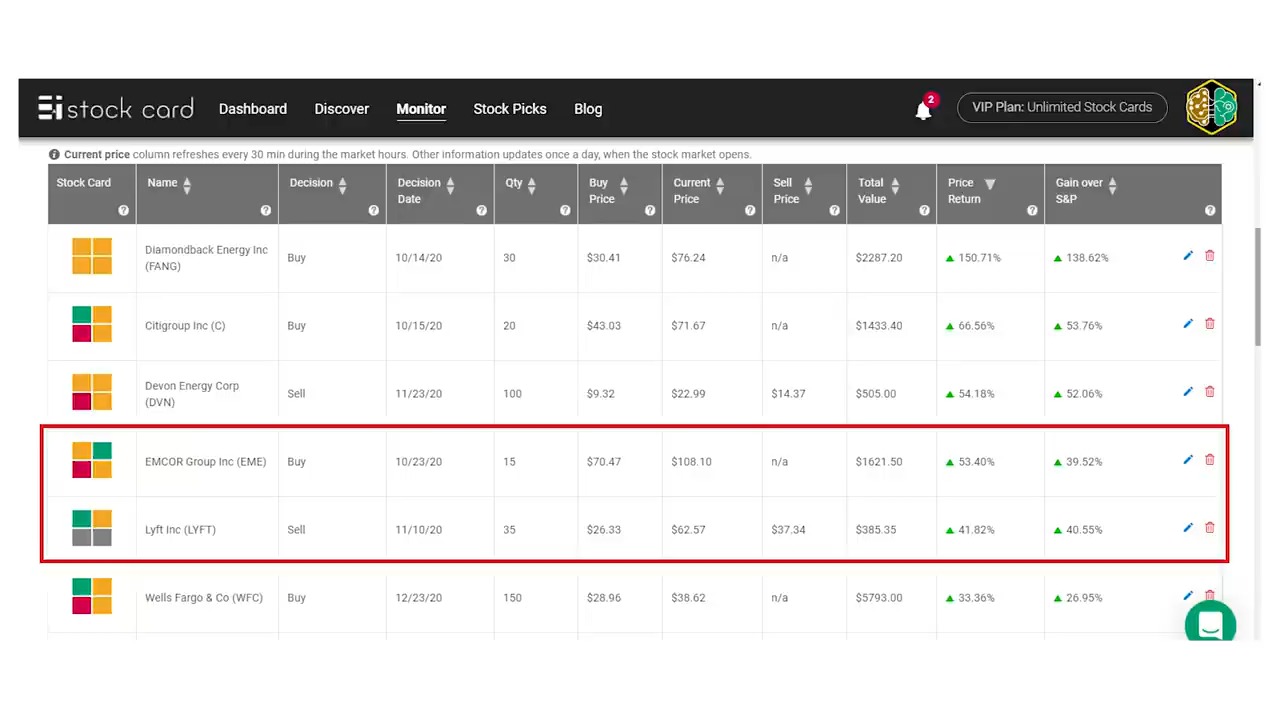 stock card
Dashboard
Discover
Monitor
Stock Picks
Blog
2
VIP Plan: Unlimited Stock Cards
Current price column refreshes every 30 min during the market hours. Other information updates once a day, when the stock market opens.
Stock Card Name Decision Decision Date Qty Buy Price Current Price Sell Price Total Value Price Return Gain over S&P
Diamondback Energy Inc (FANG) Buy 10/14/20 30 $30.41 $76.24 n/a $2287.20 150.71% 138.62%
Citigroup Inc (C) Buy 10/15/20 20 $43.03 $71.67 n/a $1433.40 66.56% 53.76%
Devon Energy Corp (DVN) Sell 11/23/20 100 $9.32 $22.99 $14.37 $505.00 54.18% 52.06%
EMCOR Group Inc (EME) Buy 10/23/20 15 $70.47 $108.10 n/a $1621.50 53.40% 39.52%
Lyft Inc (LYFT) Sell 11/10/20 35 $26.33 $62.57 $37.34 $385.35 41.82% 40.55%
Wells Fargo & Co (WFC) Buy 12/23/20 150 $28.96 $38.62 n/a $5793.00 33.36% 26.95%